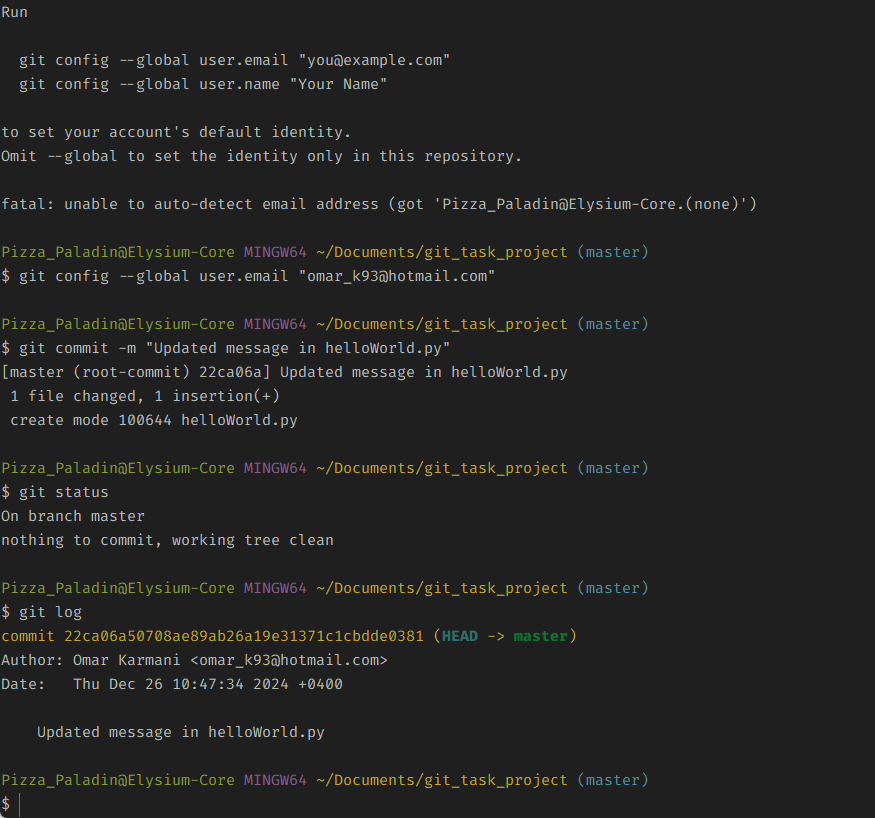 Run
git config --global user.email "you@example.com"
git config --global user.name "Your Name"
to set your account's default identity.
Omit --global to set the identity only in this repository.
fatal: unable to auto-detect email address (got 'Pizza_Paladin@Elysium-Core.(none)')
Pizza_Paladin@Elysium-Core MINGW64 ~/Documents/git_task_project (master)
$ git config --global user.email "omar_k93@hotmail.com"
Pizza_Paladin@Elysium-Core MINGW64 ~/Documents/git_task_project (master)
$ git commit -m "Updated message in helloWorld.py"
[master (root-commit) 22ca06a] Updated message in helloWorld.py
1 file changed, 1 insertion(+)
create mode 100644 helloWorld.py
Pizza_Paladin@Elysium-Core MINGW64 ~/Documents/git_task_project (master)
$ git status
On branch master
nothing to commit, working tree clean
Pizza_Paladin@Elysium-Core MINGW64 ~/Documents/git_task_project (master)
$ git log
commit 22ca06a50708ae89ab26a19e31371c1cbdde0381 (HEAD -> master)
Author: Omar Karmani <omar_k93@hotmail.com>
Date:   Thu Dec 26 10:47:34 2024 +0400
Updated message in helloWorld.py
Pizza_Paladin@Elysium-Core MINGW64 ~/Documents/git_task_project (master)
$